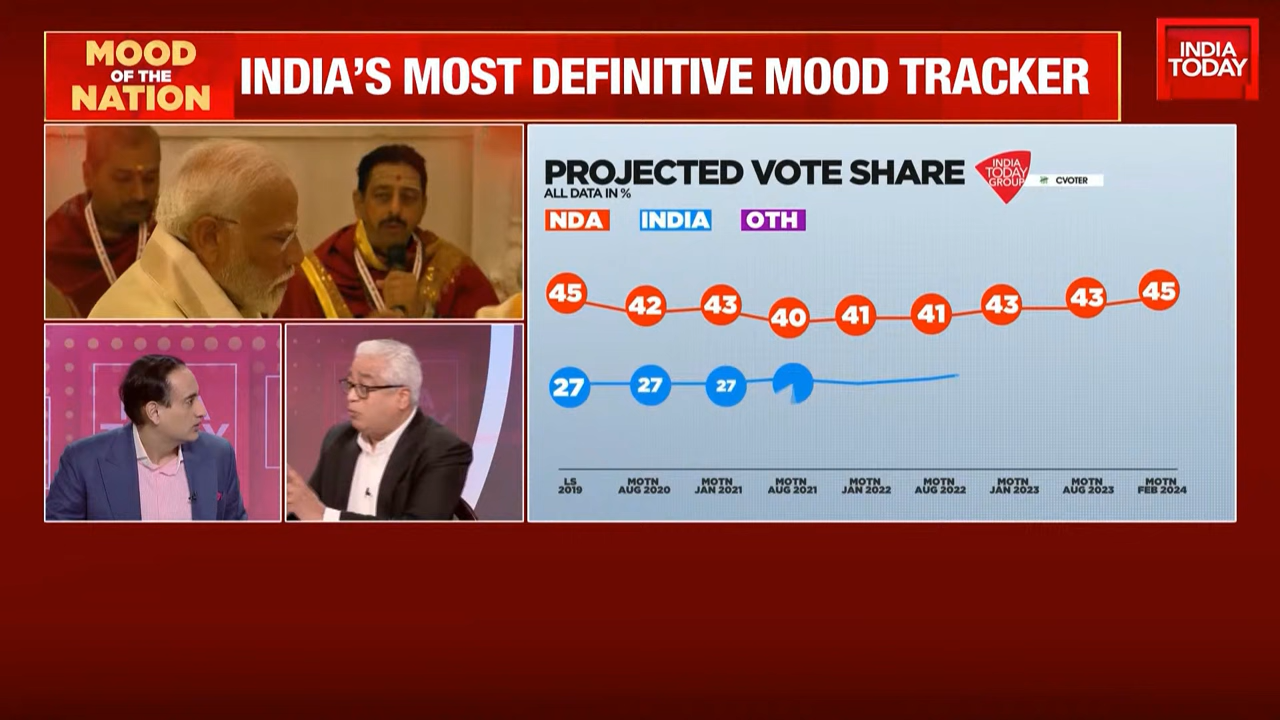 MOOD
OF THE
NATION
INDIA'S MOST DEFINITIVE MOOD TRACKER
INDIA
TODAY
PROJECTED VOTE SHARE
INDIA
TODAY
GROUP
CVOTER
ALL DATA IN %
NDA INDIA OTH
45 42 43 40 41 41 43 43 45
27 27 27
LS
2019
MOTN
AUG 2020
MOTN
JAN 2021
MOTN
AUG 2021
MOTN
JAN 2022
MOTN
AUG 2022
MOTN
JAN 2023
MOTN
AUG 2023
MOTN
FEB 2024